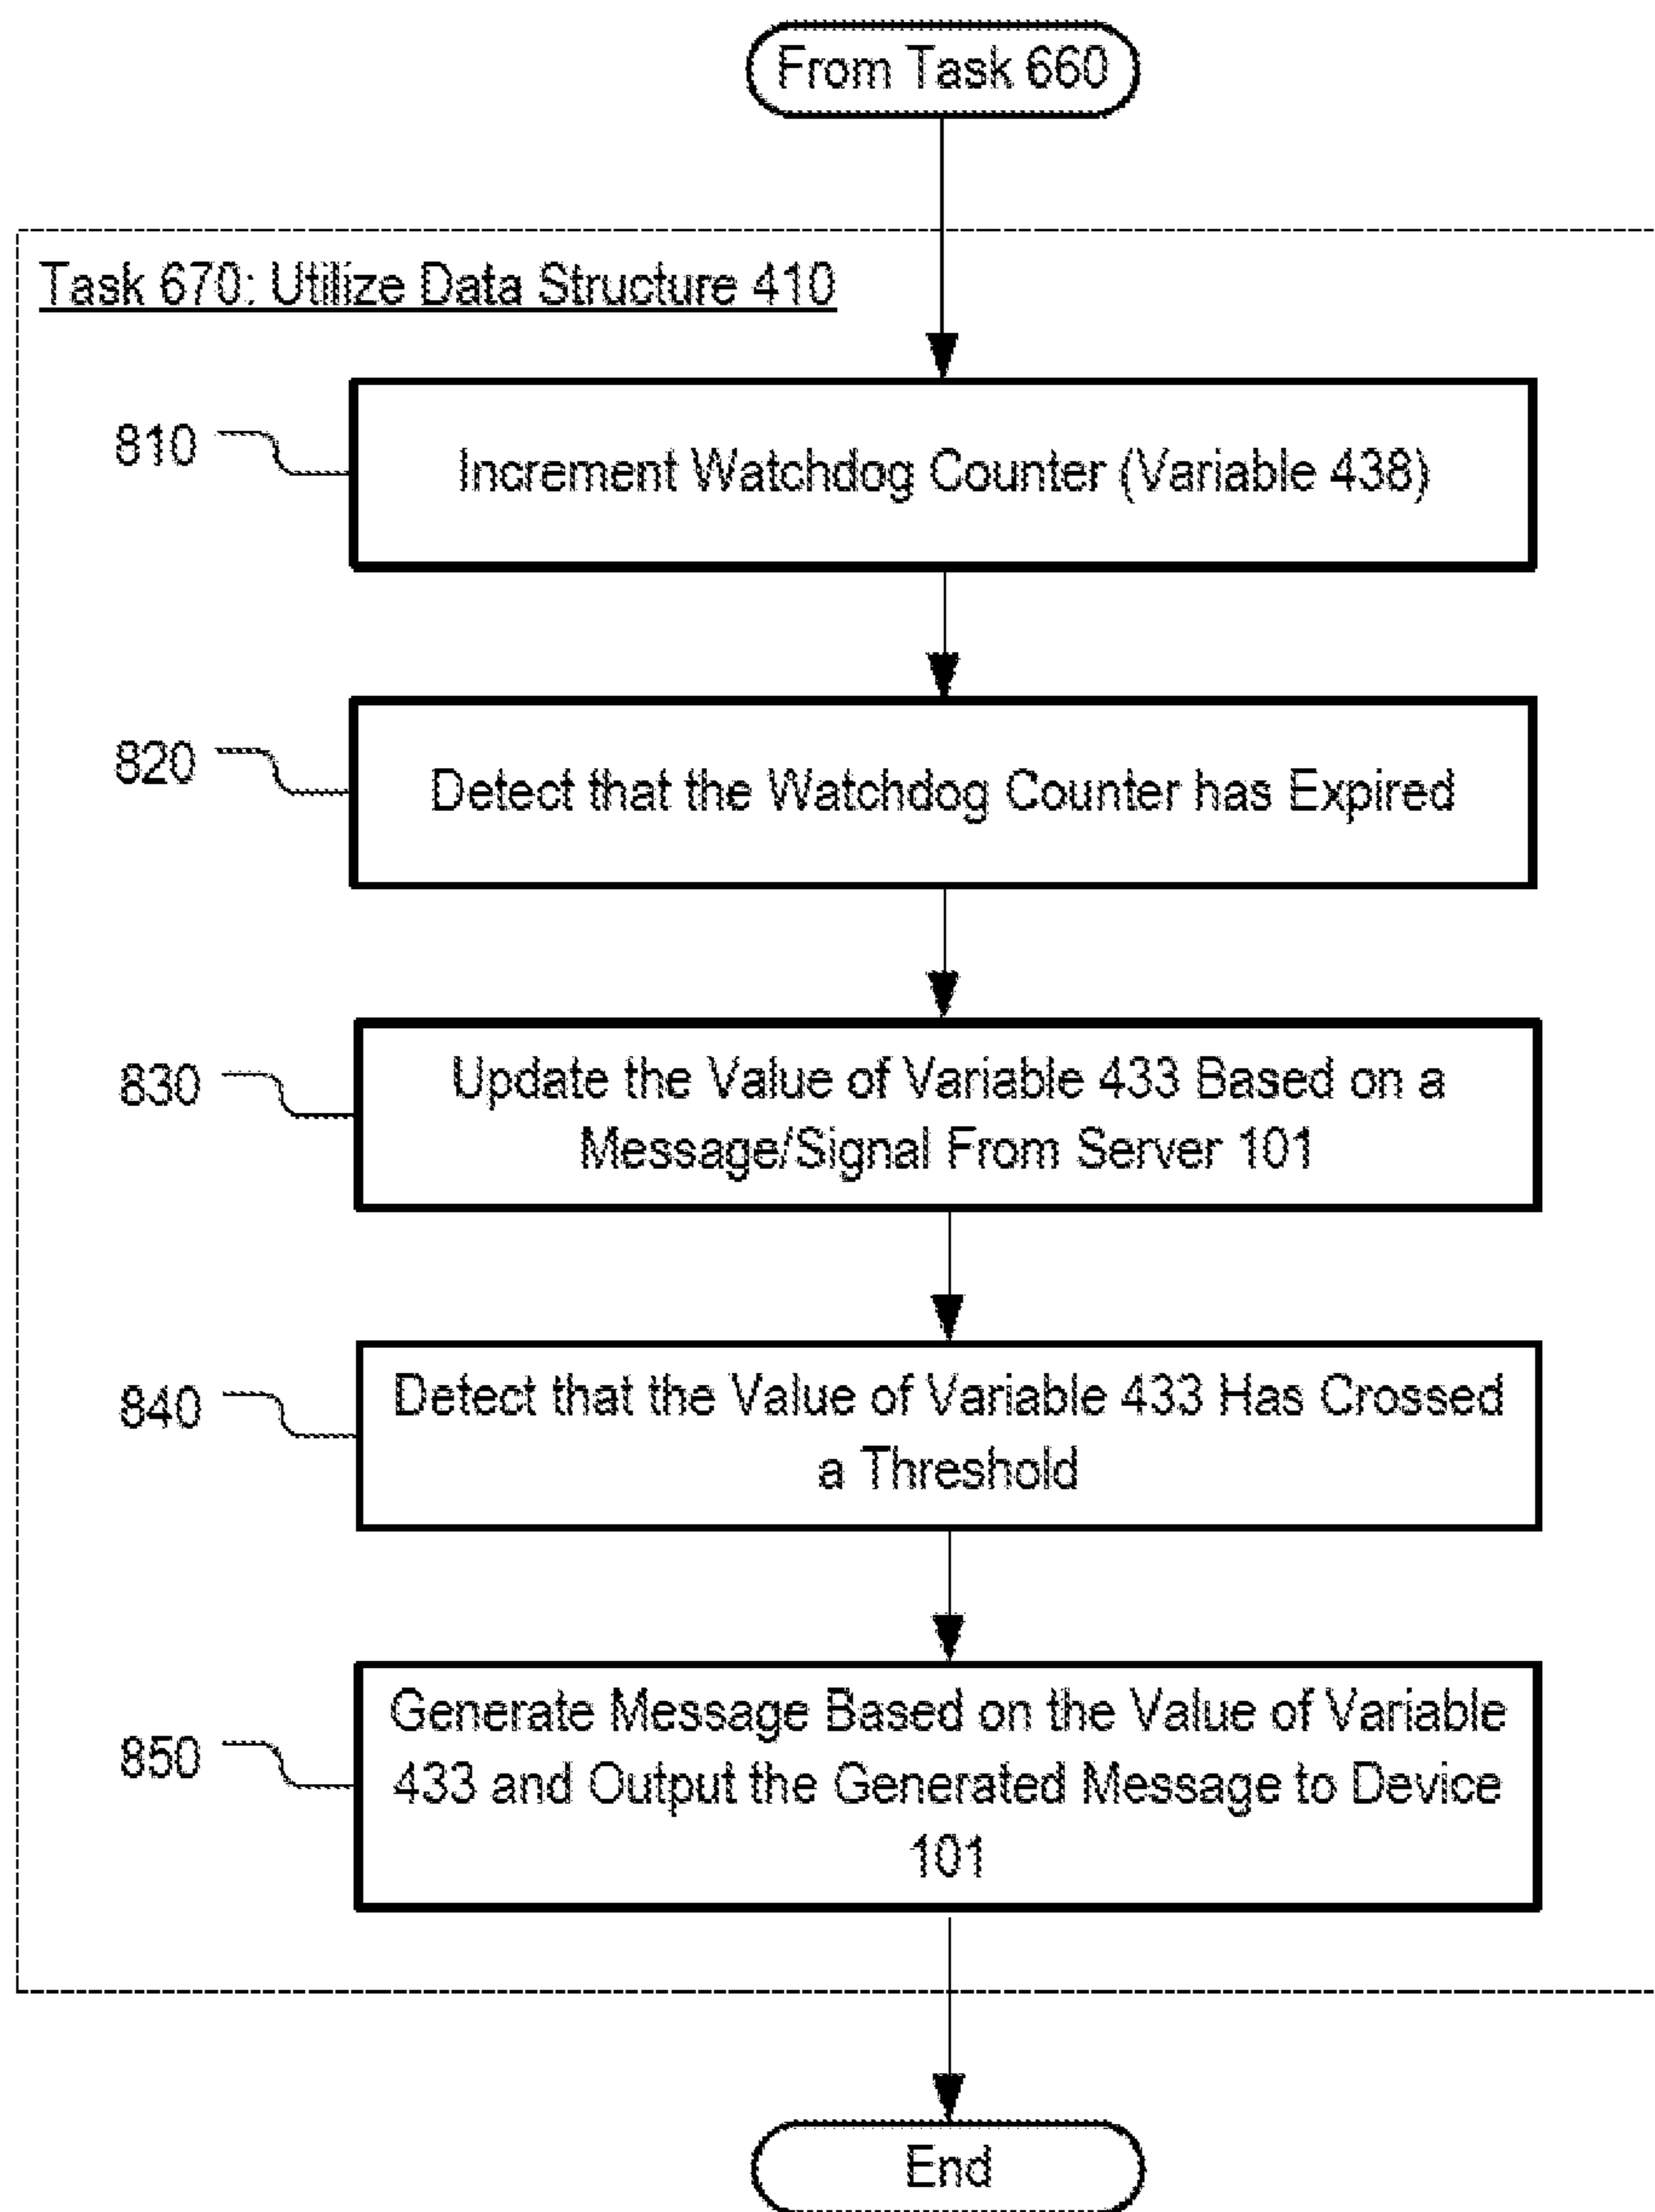 From Task 660
Task 670: Utilize Data Structure 410
810
Increment Watchdog Counter (Variable 438)
820
Detect that the Watchdog Counter has Expired
830
Update the Value of Variable 433 Based on a
Message/Signal From Server 101
840
Detect that the Value of Variable 433 Has Crossed
a Threshold
850
Generate Message Based on the Value of Variable
433 and Output the Generated Message to Device
101
End